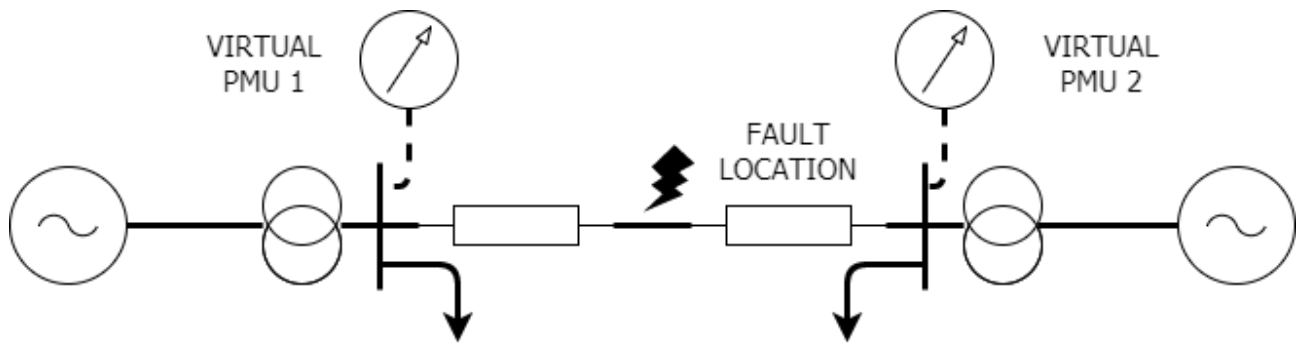 VIRTUAL
PMU 1
VIRTUAL
PMU 2
FAULT
LOCATION